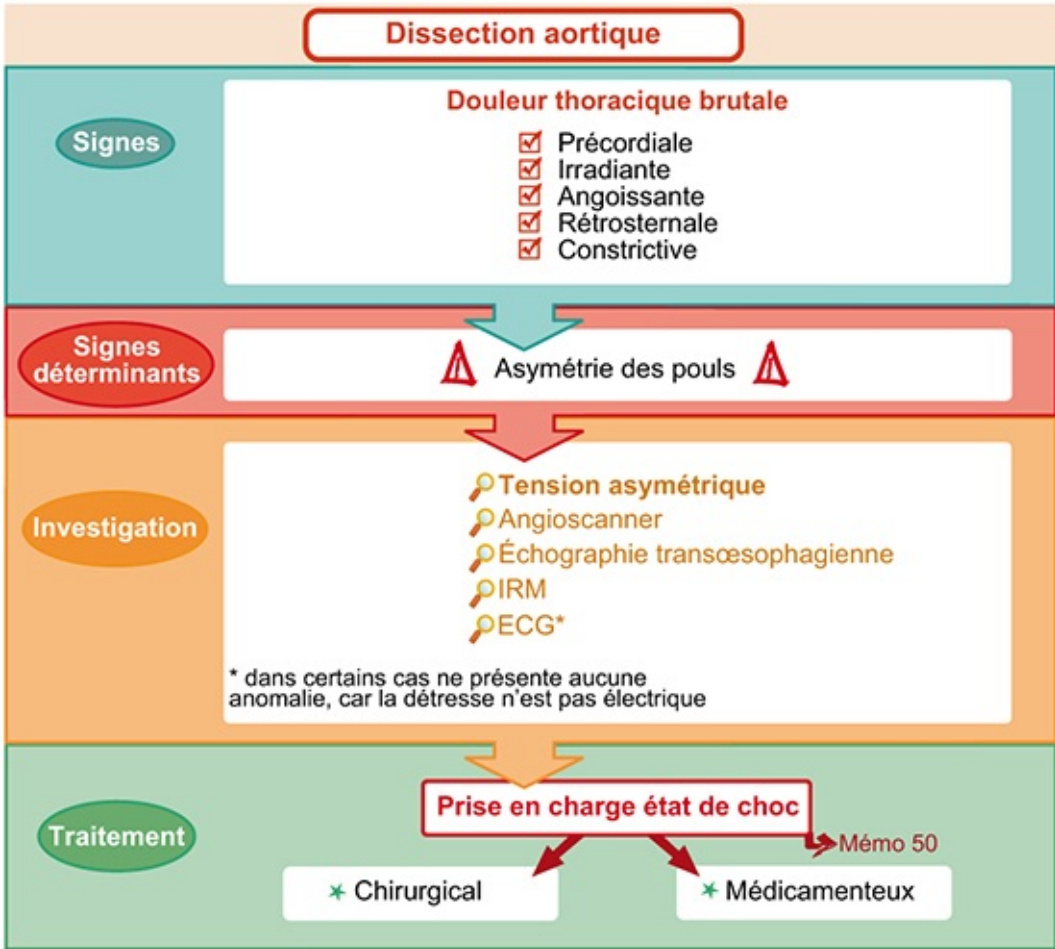 Dissection aortique
Signes
Douleur thoracique brutale
Précordiale
Irradiante
Angoissante
Rétrosternale
Constrictive
Signes
déterminants
Asymétrie des pouls
Investigation
Tension asymétrique
Angioscanner
Échographie transœsophagienne
IRM
ECG*
* dans certains cas ne présente aucune
anomalie, car la détresse n'est pas électrique
Traitement
Prise en charge état de choc
Mémo 50
Chirurgical
Médicamenteux